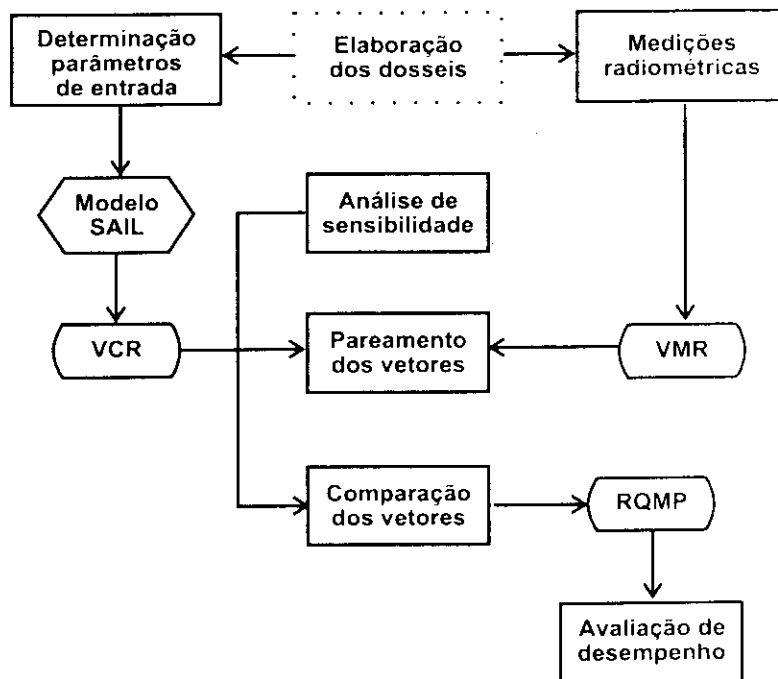 Determinação
parâmetros
de entrada
Elaboração
dos dosseis
Medições
radiométricas
Modelo
SAIL
Análise de
sensibilidade
VCR
Pareamento
dos vetores
VMR
Comparação
dos vetores
RQMP
Avaliação de
desempenho